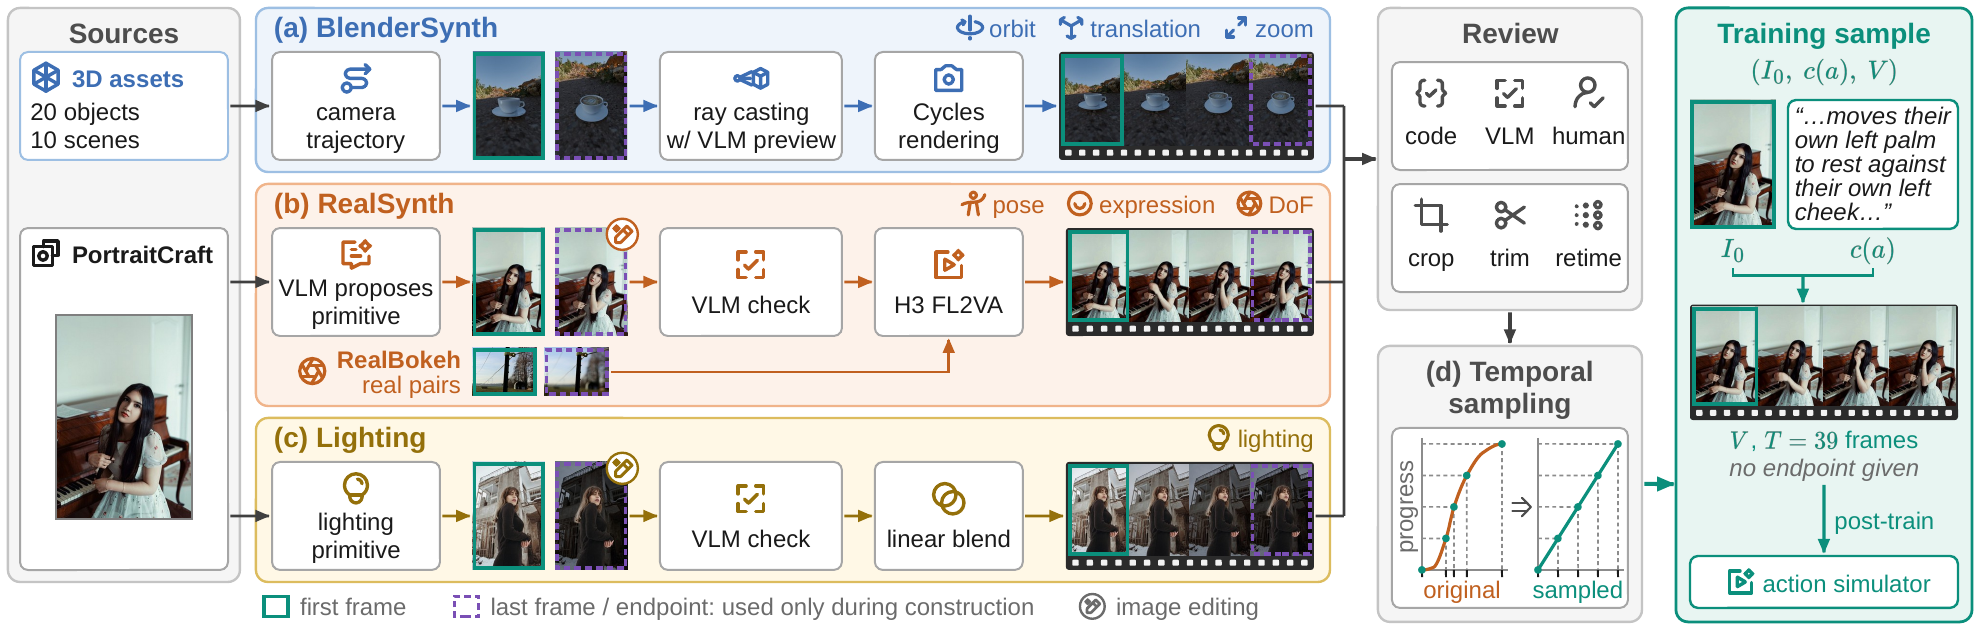 Sources
3D assets
20 objects
10 scenes
PortraitCraft
(a) BlenderSynth
orbit
translation
zoom
camera
trajectory
ray casting
w/ VLM preview
Cycles
rendering
(b) RealSynth
pose
expression
DoF
VLM proposes
primitive
VLM check
H3 FL2VA
RealBokeh
real pairs
(c) Lighting
lighting
lighting
primitive
VLM check
linear blend
first frame
last frame / endpoint: used only during construction
image editing
Review
code
VLM
human
crop
trim
retime
(d) Temporal
sampling
progress
original
sampled
Training sample
(I₀, c(a), V)
“…moves their
own left palm
to rest against
their own left
cheek…”
I₀
c(a)
V, T = 39 frames
no endpoint given
post-train
action simulator